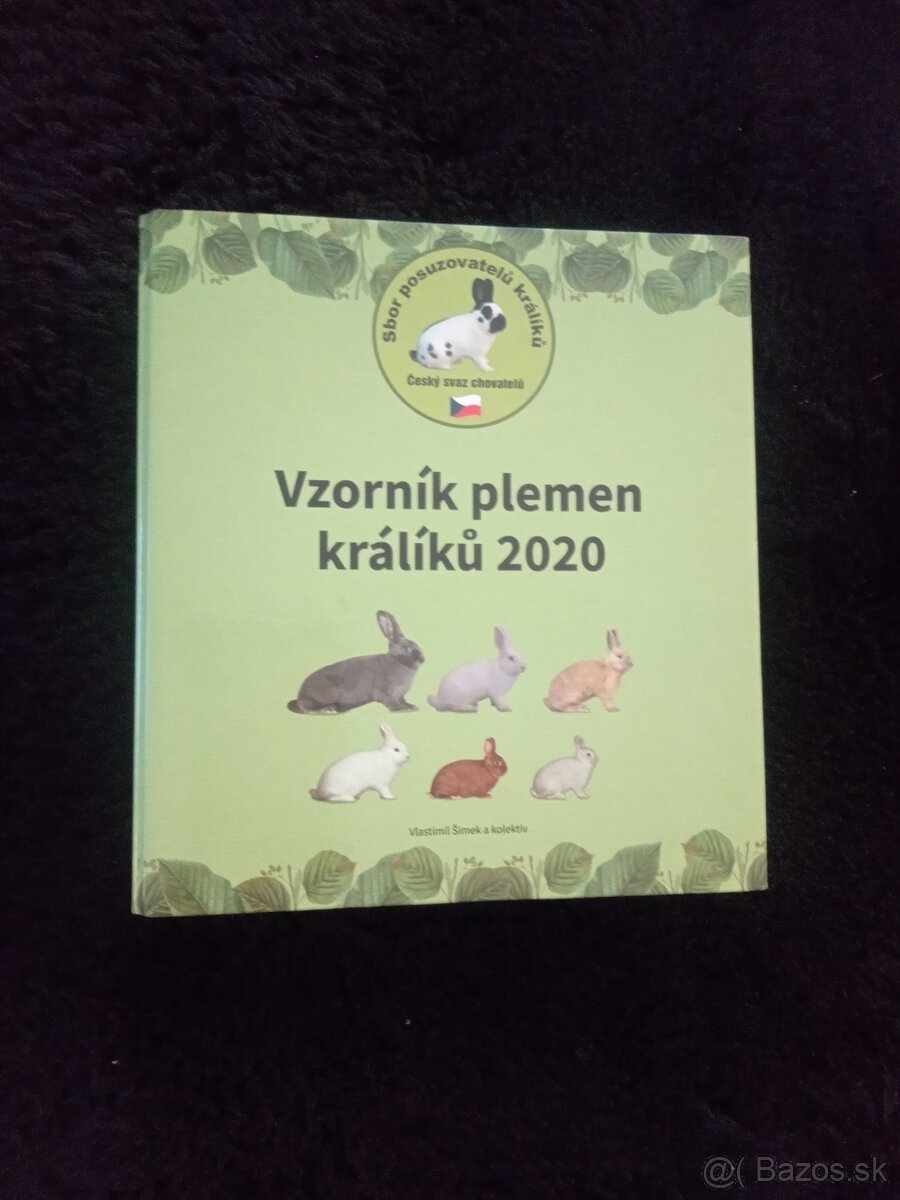 Sbor posuzovatelů králíků
Český svaz chovatelů
Vzorník plemen
králíků 2020
Vlastimil Šimek a kolektiv
@( Bazos.sk